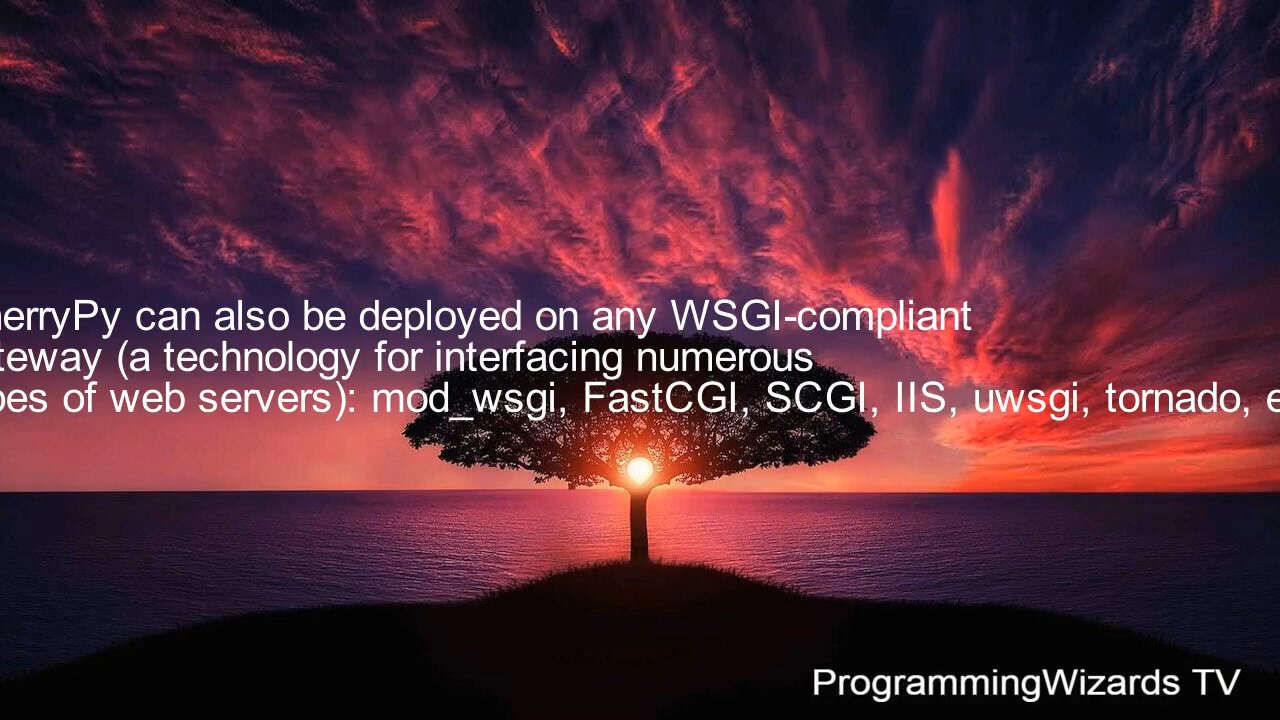 herryPy can also be deployed on any WSGI-compliant
teway (a technology for interfacing numerous
pes of web servers): mod_wsgi, FastCGI, SCGI, IIS, uwsgi, tornado, e
ProgrammingWizards TV